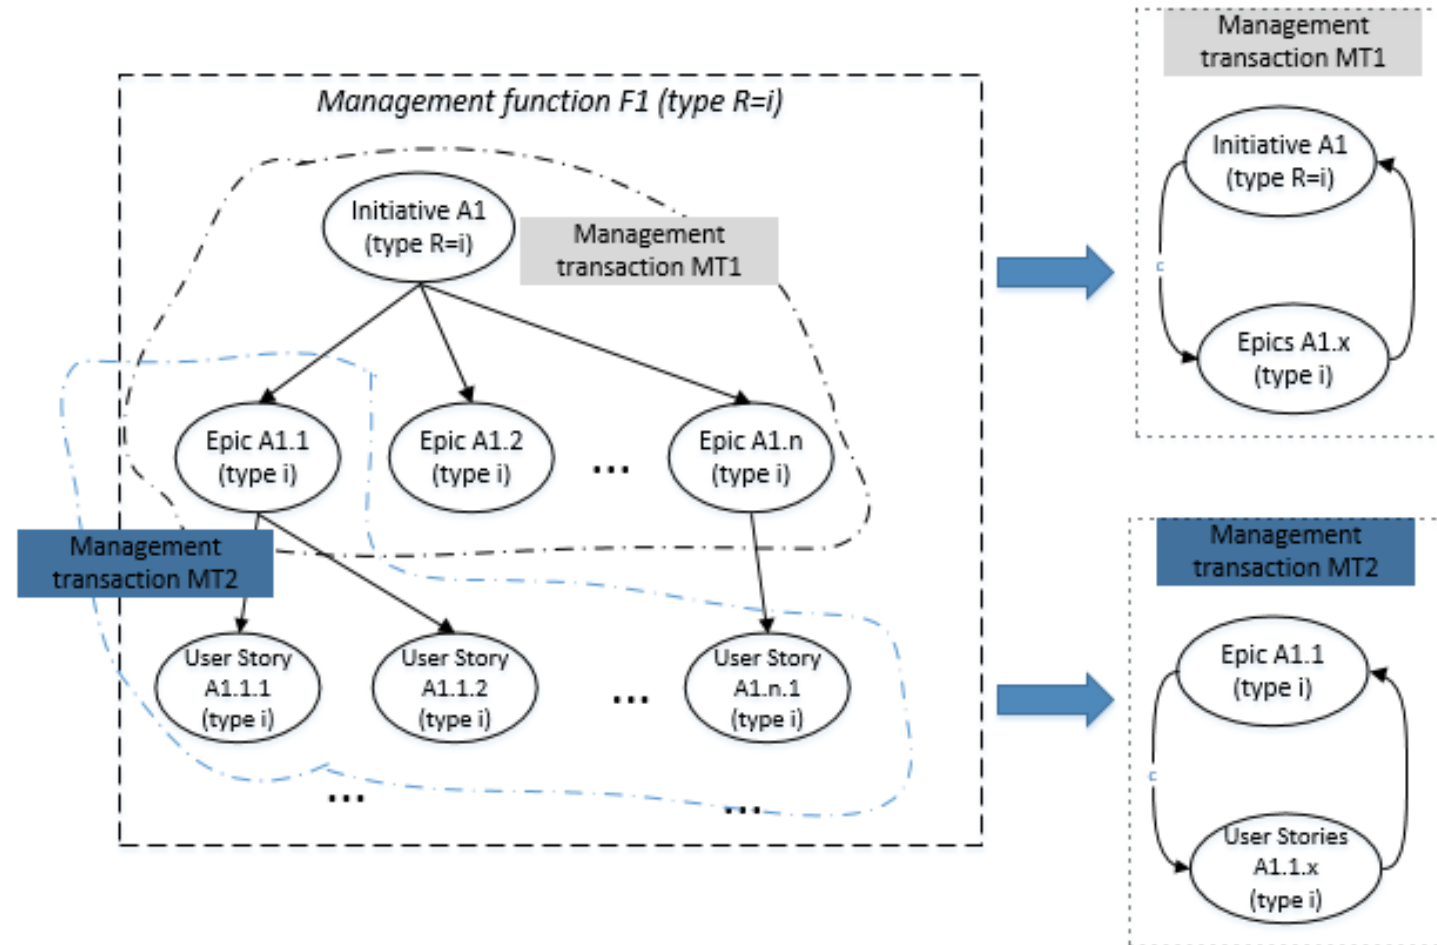 Management function F1 (type R=i)
Initiative A1
(type R=i)
Management
transaction MT1
Epic A1.1
(type i)
Epic A1.2
(type i)
...
Epic A1.n
(type i)
Management
transaction MT2
User Story
A1.1.1
(type i)
User Story
A1.1.2
(type i)
...
User Story
A1.n.1
(type i)
...
...
Management
transaction MT1
Initiative A1
(type R=i)
Epics A1.x
(type i)
Management
transaction MT2
Epic A1.1
(type i)
User Stories
A1.1.x
(type i)